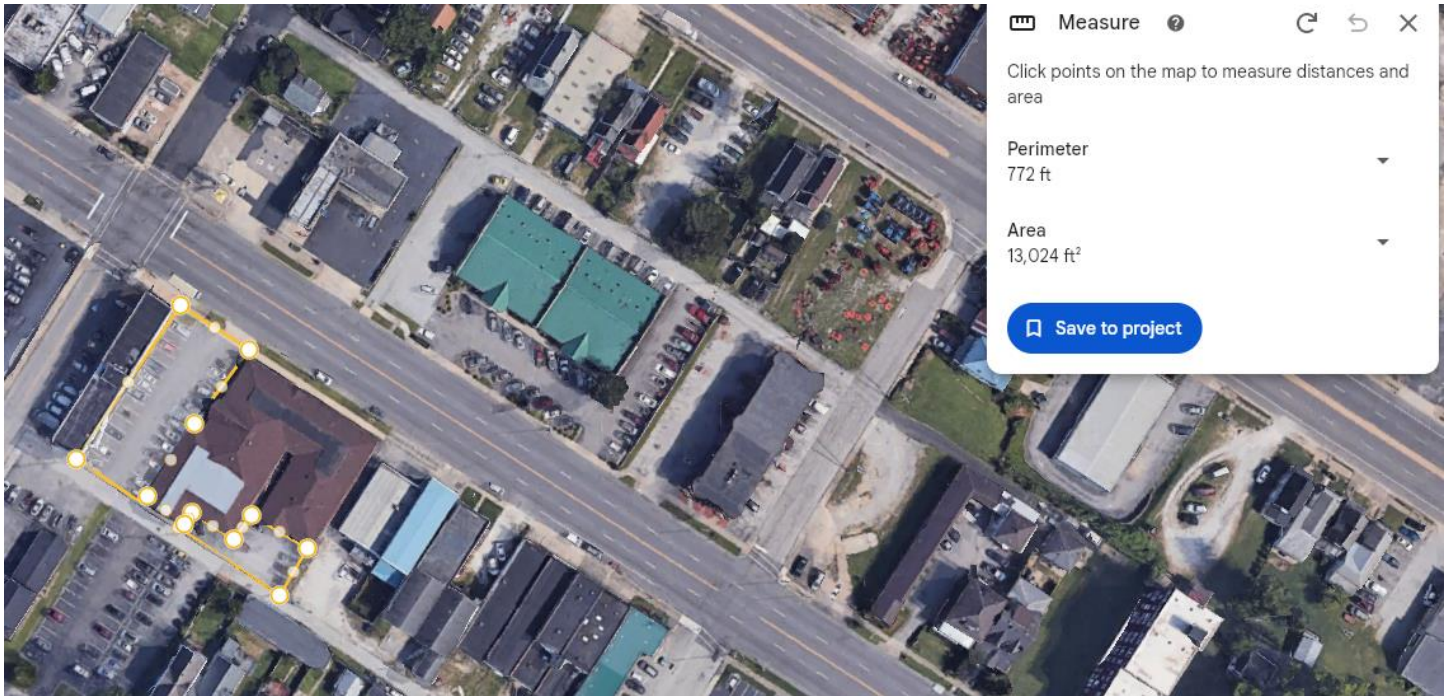 Measure
Click points on the map to measure distances and
area
Perimeter
772 ft
Area
13,024 ft²
Save to project